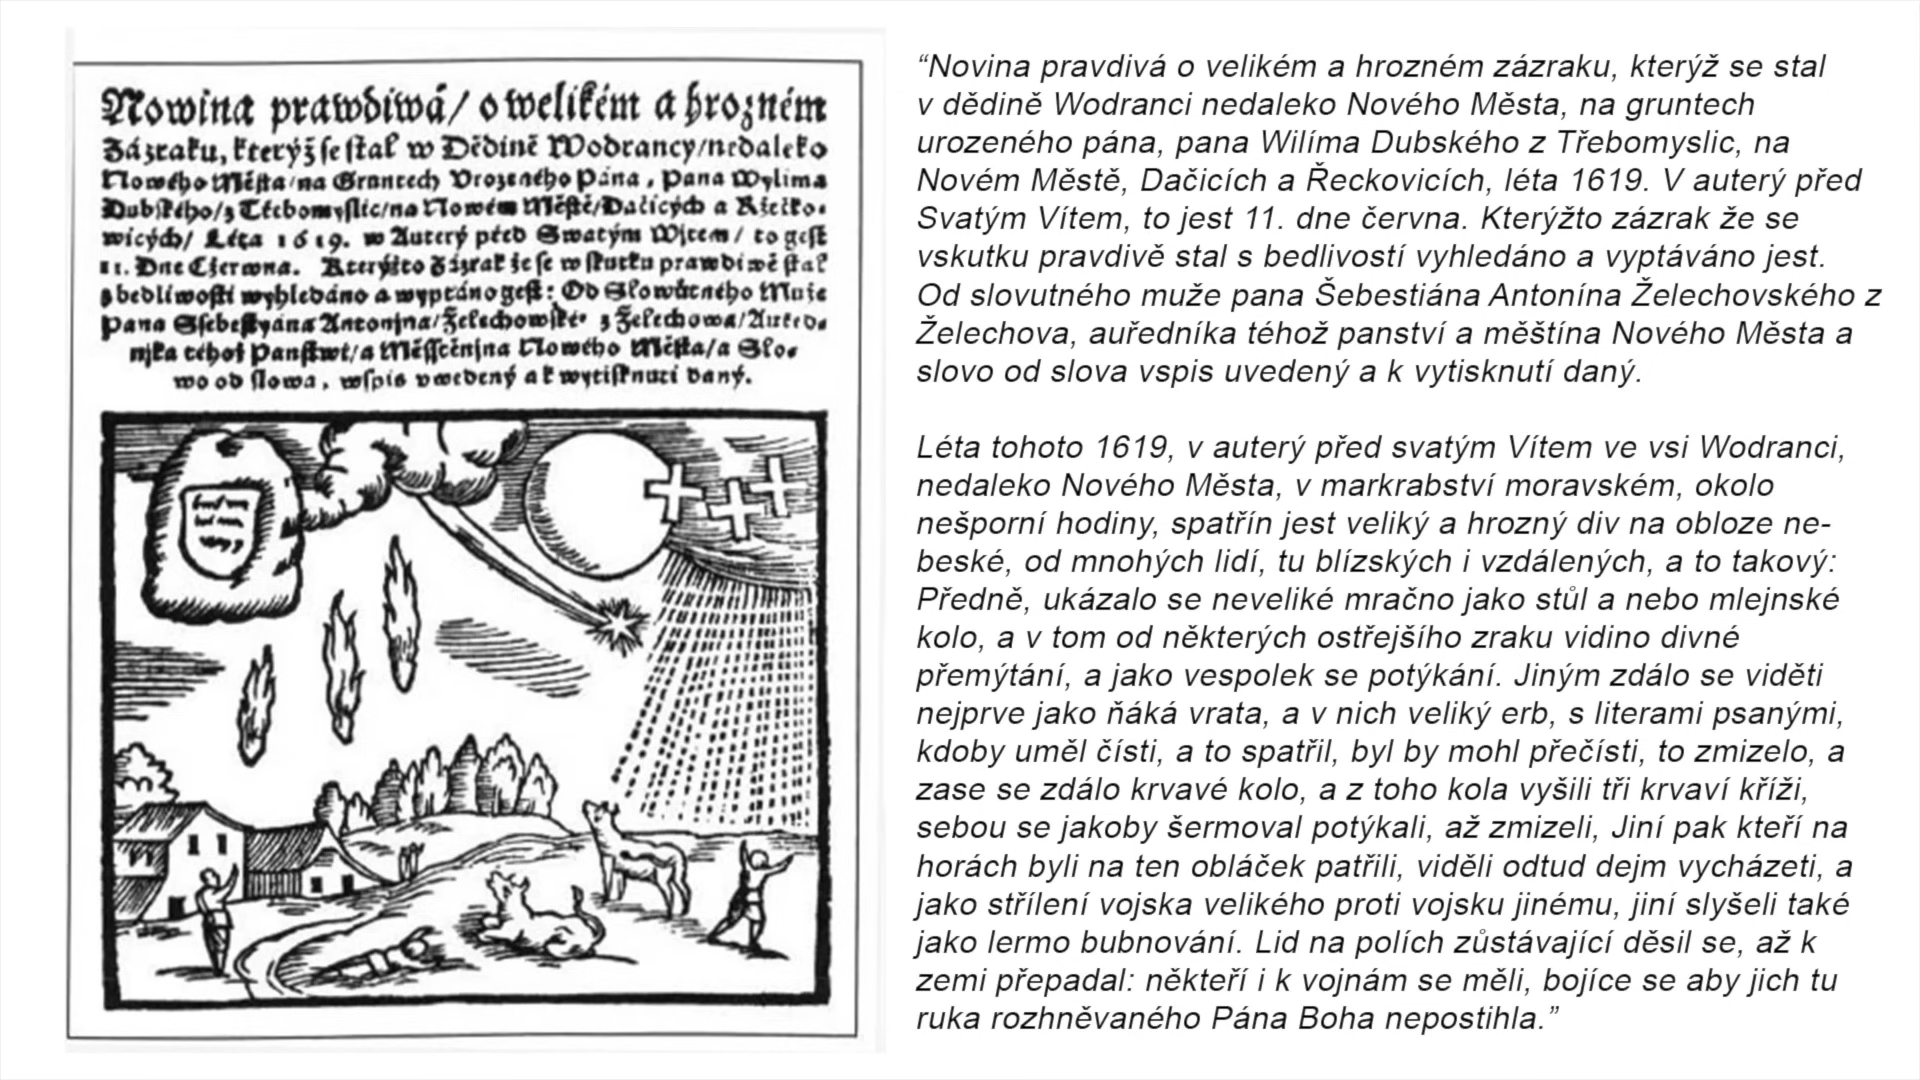 Nowina prawdiwá / o welikém a hrozném
Zázraku, kterýž se stal w Dědině Wodrancy / nedaleko
Nowého Města / na Gruntech Vrozeného Pána, Pana Wylíma
Dubského / z Třebomyslic / na Nowém Městě / Dačicých a Ržečko-
wicých / Léta 1619. w Auterý před Swatým Wjtem / to gest
11. Dne Cžerwna. Kterýžto Zázrak že se w skutku prawdiwě stal
z bedliwostí wyhledáno a wyptáno gest: Od Slowútného Muže
Pana Ssebestyána Antonjna / Želechowské° z Želechowa / Auředl-
njka téhož Panstwí / a Měsstěnjna Nowého Města / a Slo-
wo od slowa, wspis vwedený a k wytisknutí daný.
“Novina pravdivá o velikém a hrozném zázraku, kterýž se stal
v dědině Wodranci nedaleko Nového Města, na gruntech
urozeného pána, pana Wilíma Dubského z Třebomyslic, na
Novém Městě, Dačicích a Řeckovicích, léta 1619. V auterý před
Svatým Vítem, to jest 11. dne června. Kterýžto zázrak že se
vskutku pravdivě stal s bedlivostí vyhledáno a vyptáváno jest.
Od slovutného muže pana Šebestiána Antonína Želechovského z
Želechova, auředníka téhož panství a měštína Nového Města a
slovo od slova vspis uvedený a k vytisknutí daný.
Léta tohoto 1619, v auterý před svatým Vítem ve vsi Wodranci,
nedaleko Nového Města, v markrabství moravském, okolo
nešporní hodiny, spatřín jest veliký a hrozný div na obloze ne-
beské, od mnohých lidí, tu blízských i vzdálených, a to takový:
Předně, ukázalo se neveliké mračno jako stůl a nebo mlejnské
kolo, a v tom od některých ostřejšího zraku vidino divné
přemýtání, a jako vespolek se potýkání. Jiným zdálo se viděti
nejprve jako ňáká vrata, a v nich veliký erb, s literami psanými,
kdoby uměl čísti, a to spatřil, byl by mohl přečísti, to zmizelo, a
zase se zdálo krvavé kolo, a z toho kola vyšili tři krvaví kříži,
sebou se jakoby šermoval potýkali, až zmizeli, Jiní pak kteří na
horách byli na ten obláček patřili, viděli odtud dejm vycházeti, a
jako střílení vojska velikého proti vojsku jinému, jiní slyšeli také
jako lermo bubnování. Lid na polích zůstávající děsil se, až k
zemi přepadal: někteří i k vojnám se měli, bojíce se aby jich tu
ruka rozhněvaného Pána Boha nepostihla.”